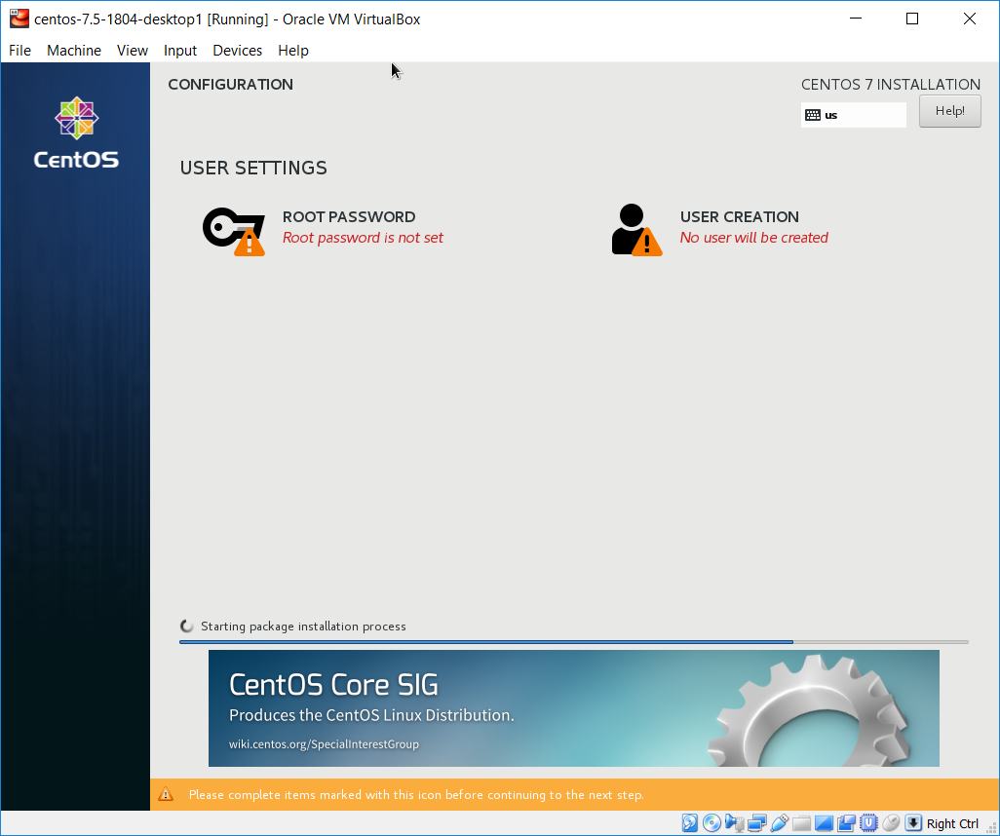 centos-7.5-1804-desktop1 [Running] - Oracle VM VirtualBox
File Machine View Input Devices Help
CONFIGURATION
CENTOS 7 INSTALLATION
us
Help!
CentOS
USER SETTINGS
ROOT PASSWORD
Root password is not set
USER CREATION
No user will be created
Starting package installation process
CentOS Core SIG
Produces the CentOS Linux Distribution.
wiki.centos.org/SpecialInterestGroup
Please complete items marked with this icon before continuing to the next step.
Right Ctrl